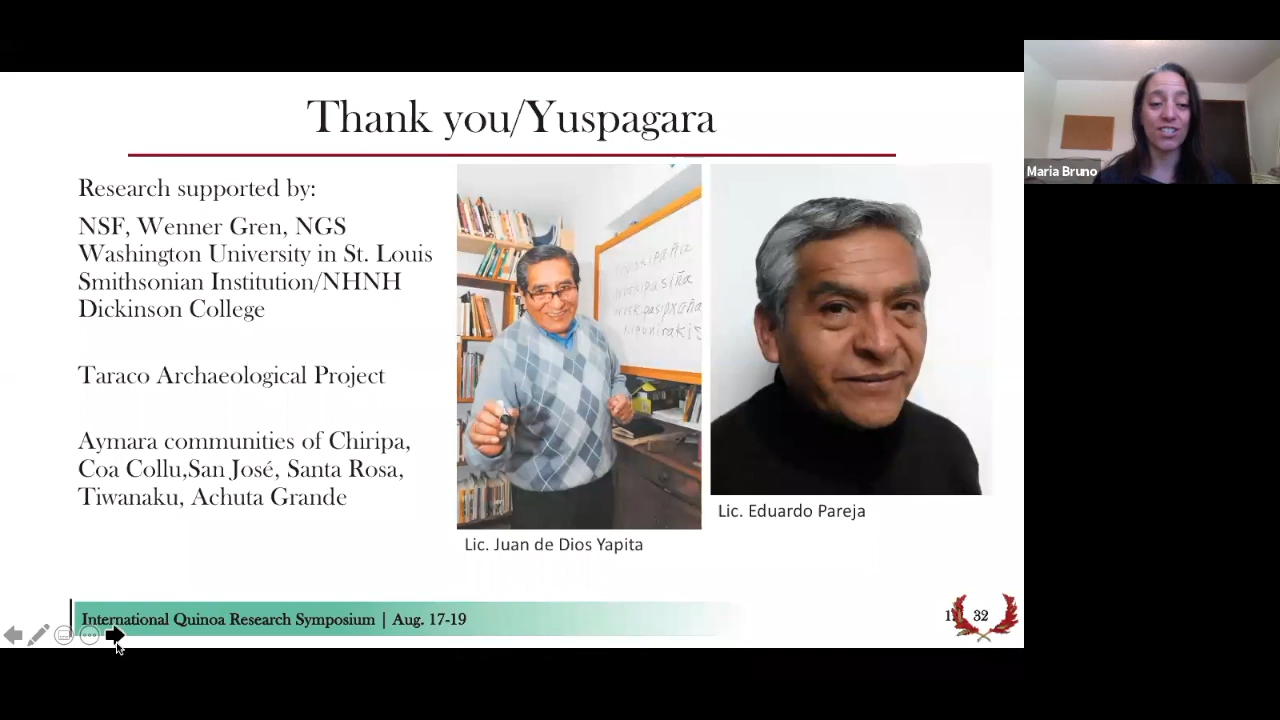 Thank you/Yuspagara
Maria Bruno
Research supported by:
NSF, Wenner Gren, NGS
Washington University in St. Louis
Smithsonian Institution/NHNH
Dickinson College
Taraco Archaeological Project
Aymara communities of Chiripa,
Coa Collu,San José, Santa Rosa,
Tiwanaku, Achuta Grande
Lic. Eduardo Pareja
Lic. Juan de Dios Yapita
International Quinoa Research Symposium | Aug. 17-19
32